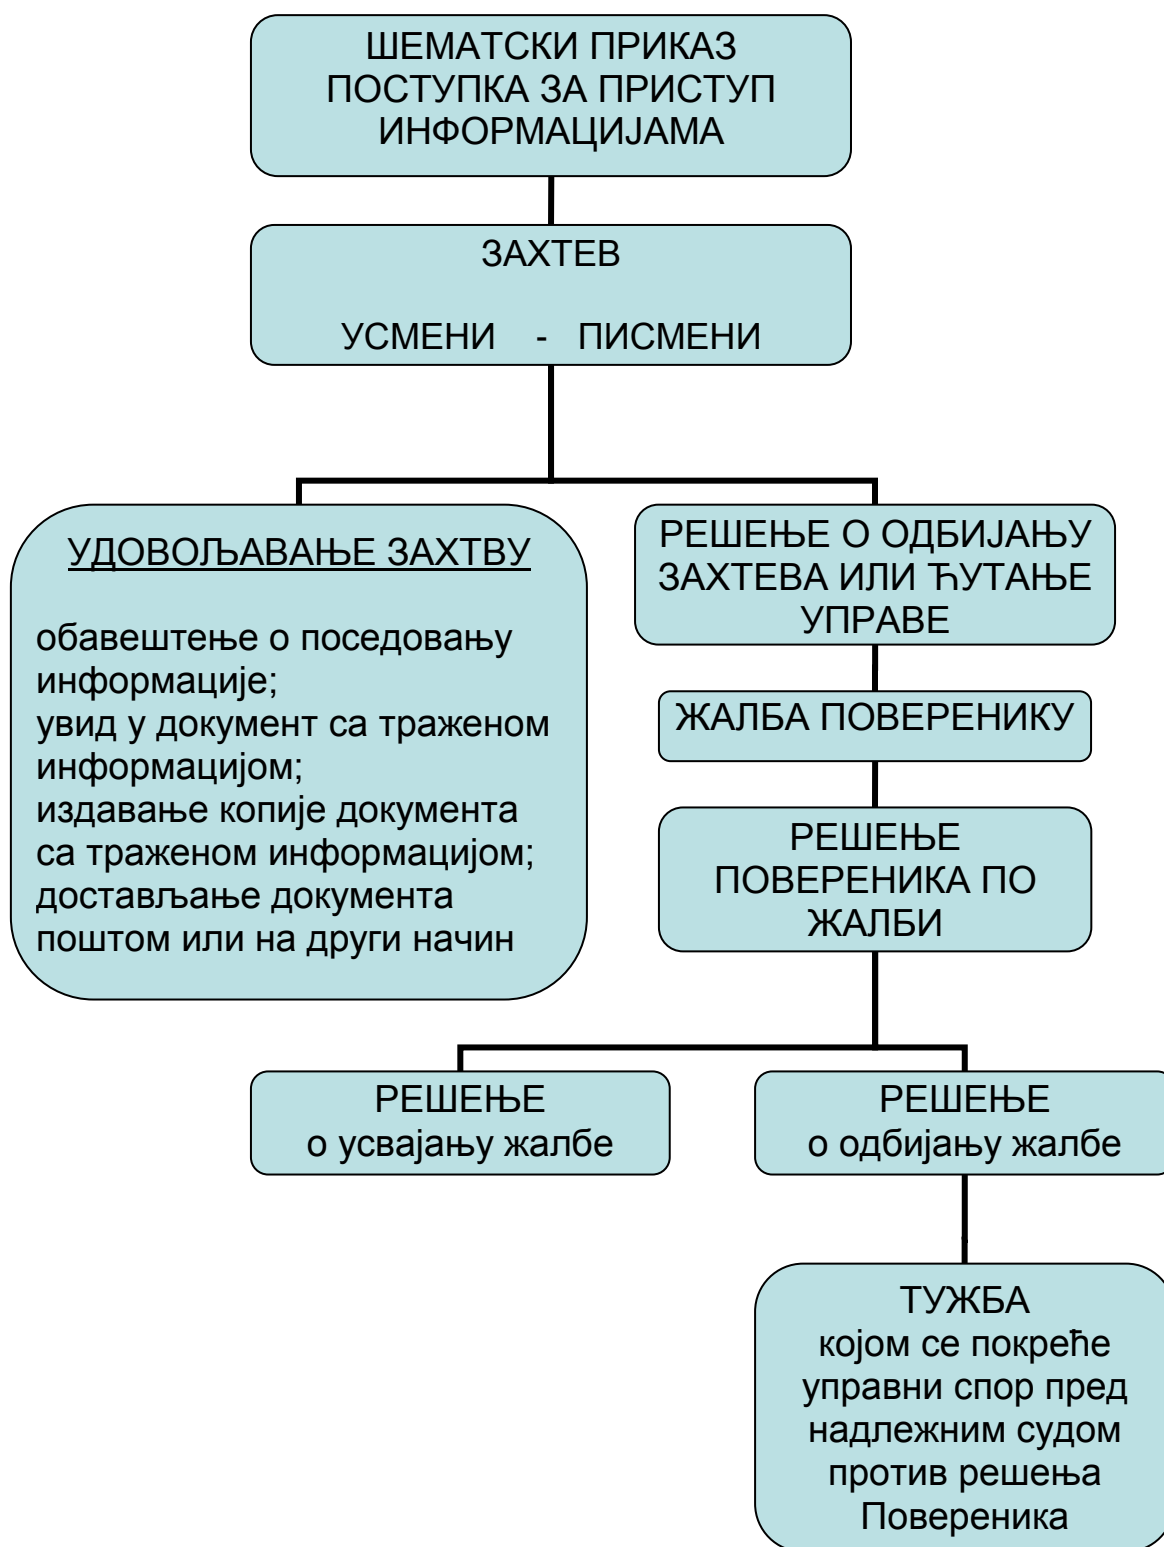 ШЕМАТСКИ ПРИКАЗ
ПОСТУПКА ЗА ПРИСТУП
ИНФОРМАЦИЈАМА
ЗАХТЕВ
УСМЕНИ - ПИСМЕНИ
УДОВОЉАВАЊЕ ЗАХТВУ
обавештење о поседовању
информације;
увид у документ са траженом
информацијом;
издавање копије документа
са траженом информацијом;
достављање документа
поштом или на други начин
РЕШЕЊЕ О ОДБИЈАЊУ
ЗАХТЕВА ИЛИ ЋУТАЊЕ
УПРАВЕ
ЖАЛБА ПОВЕРЕНИКУ
РЕШЕЊЕ
ПОВЕРЕНИКА ПО
ЖАЛБИ
РЕШЕЊЕ
о усвајању жалбе
РЕШЕЊЕ
о одбијању жалбе
ТУЖБА
којом се покреће
управни спор пред
надлежним судом
против решења
Повереника